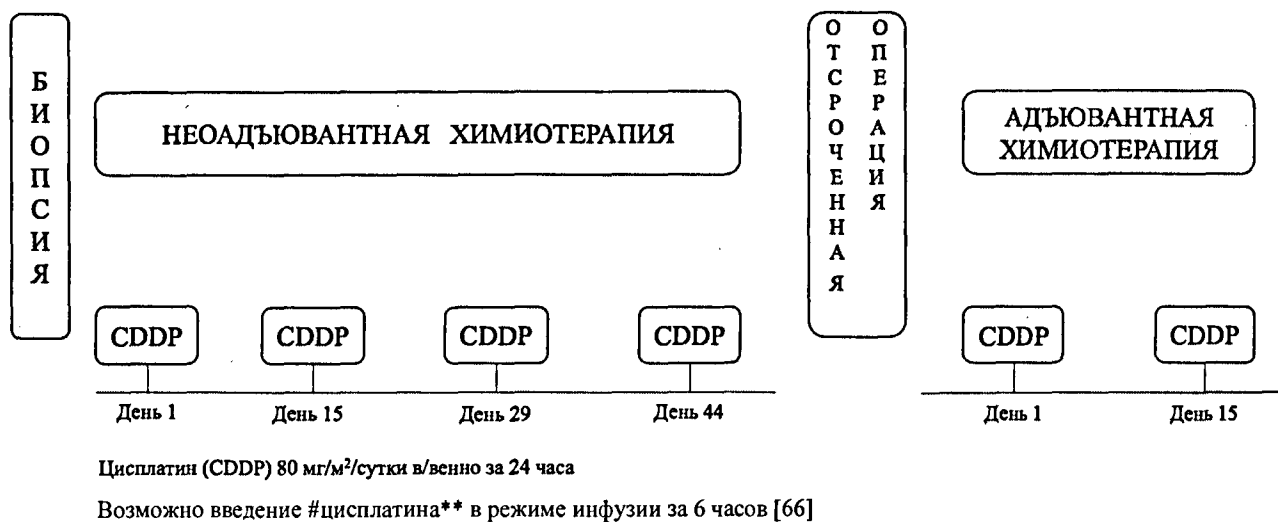 БИОПСИЯ
НЕОАДЪЮВАНТНАЯ ХИМИОТЕРАПИЯ
ОТСРОЧЕННАЯ
ОПЕРАЦИЯ
АДЪЮВАНТНАЯ
ХИМИОТЕРАПИЯ
CDDP CDDP CDDP CDDP CDDP CDDP
День 1 День 15 День 29 День 44 День 1 День 15
Цисплатин (CDDP) 80 мг/м²/сутки в/венно за 24 часа
Возможно введение #цисплатина** в режиме инфузии за 6 часов [66]